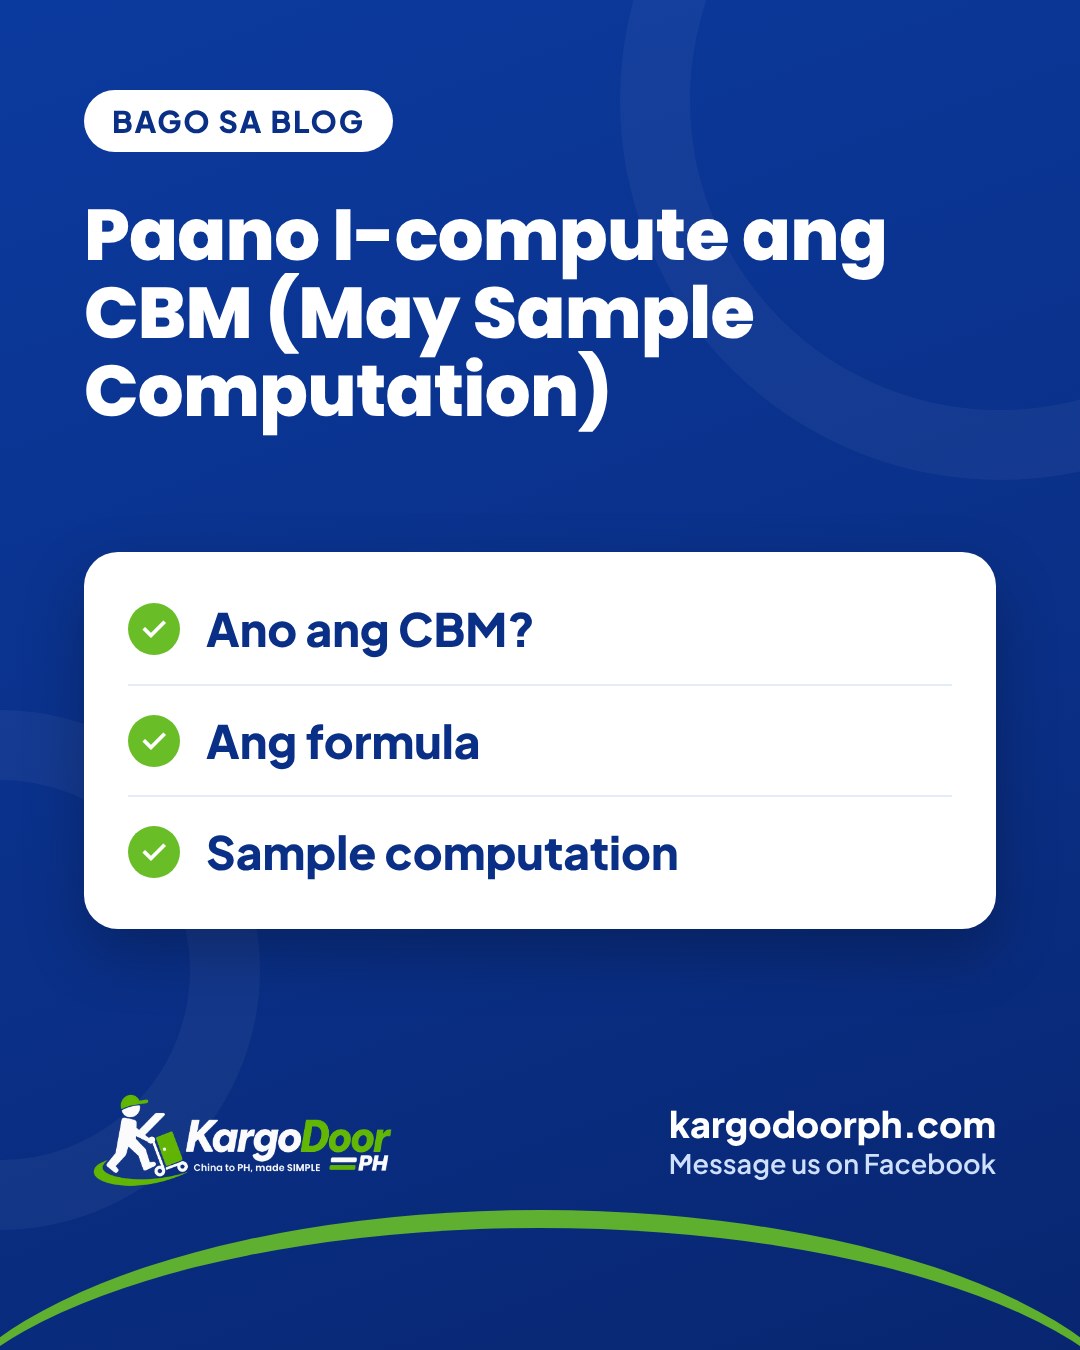 BAGO SA BLOG
Paano I-compute ang
CBM (May Sample
Computation)
Ano ang CBM?
Ang formula
Sample computation
KargoDoor
China to PH, made SIMPLE
PH
kargodoorph.com
Message us on Facebook